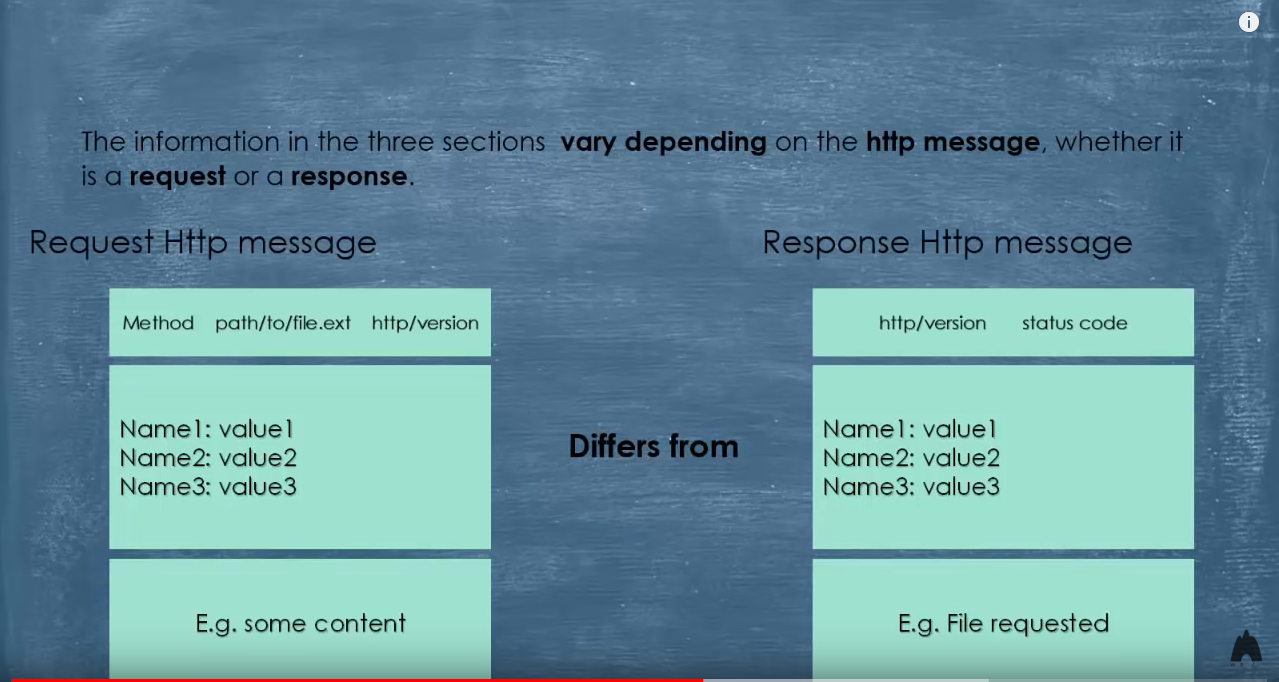 The information in the three sections vary depending on the http message, whether it
is a request or a response.
Request Http message
Response Http message
Method path/to/file.ext http/version
http/version status code
Name1: value1
Name2: value2
Name3: value3
Differs from
Name1: value1
Name2: value2
Name3: value3
E.g. some content
E.g. File requested